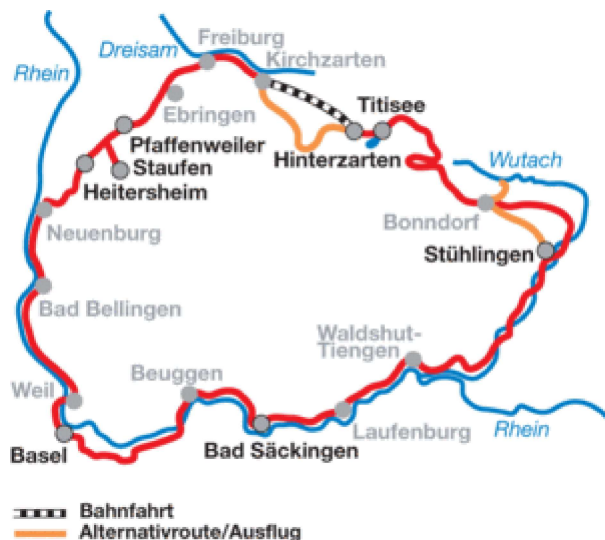 Freiburg
Dreisam
Kirchzarten
Rhein
Titisee
Ebringen
Pfaffenweiler
Hinterzarten
Wutach
Staufen
Heitersheim
Bonndorf
Neuenburg
Stühlingen
Bad Bellingen
Waldshut-
Tiengen
Beuggen
Weil
Laufenburg
Rhein
Basel
Bad Säckingen
Bahnfahrt
Alternativroute/Ausflug